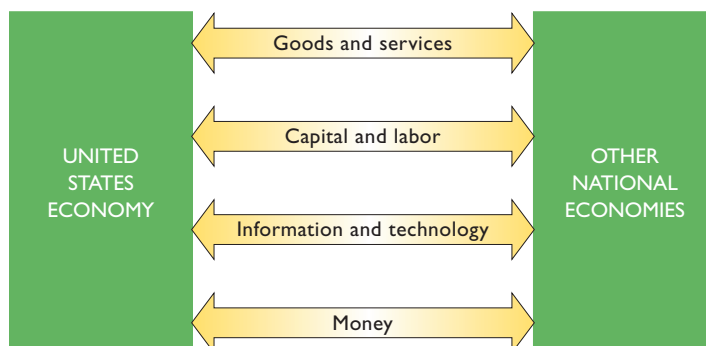 Goods and services
Capital and labor
UNITED
STATES
ECONOMY
OTHER
NATIONAL
ECONOMIES
Information and technology
Money